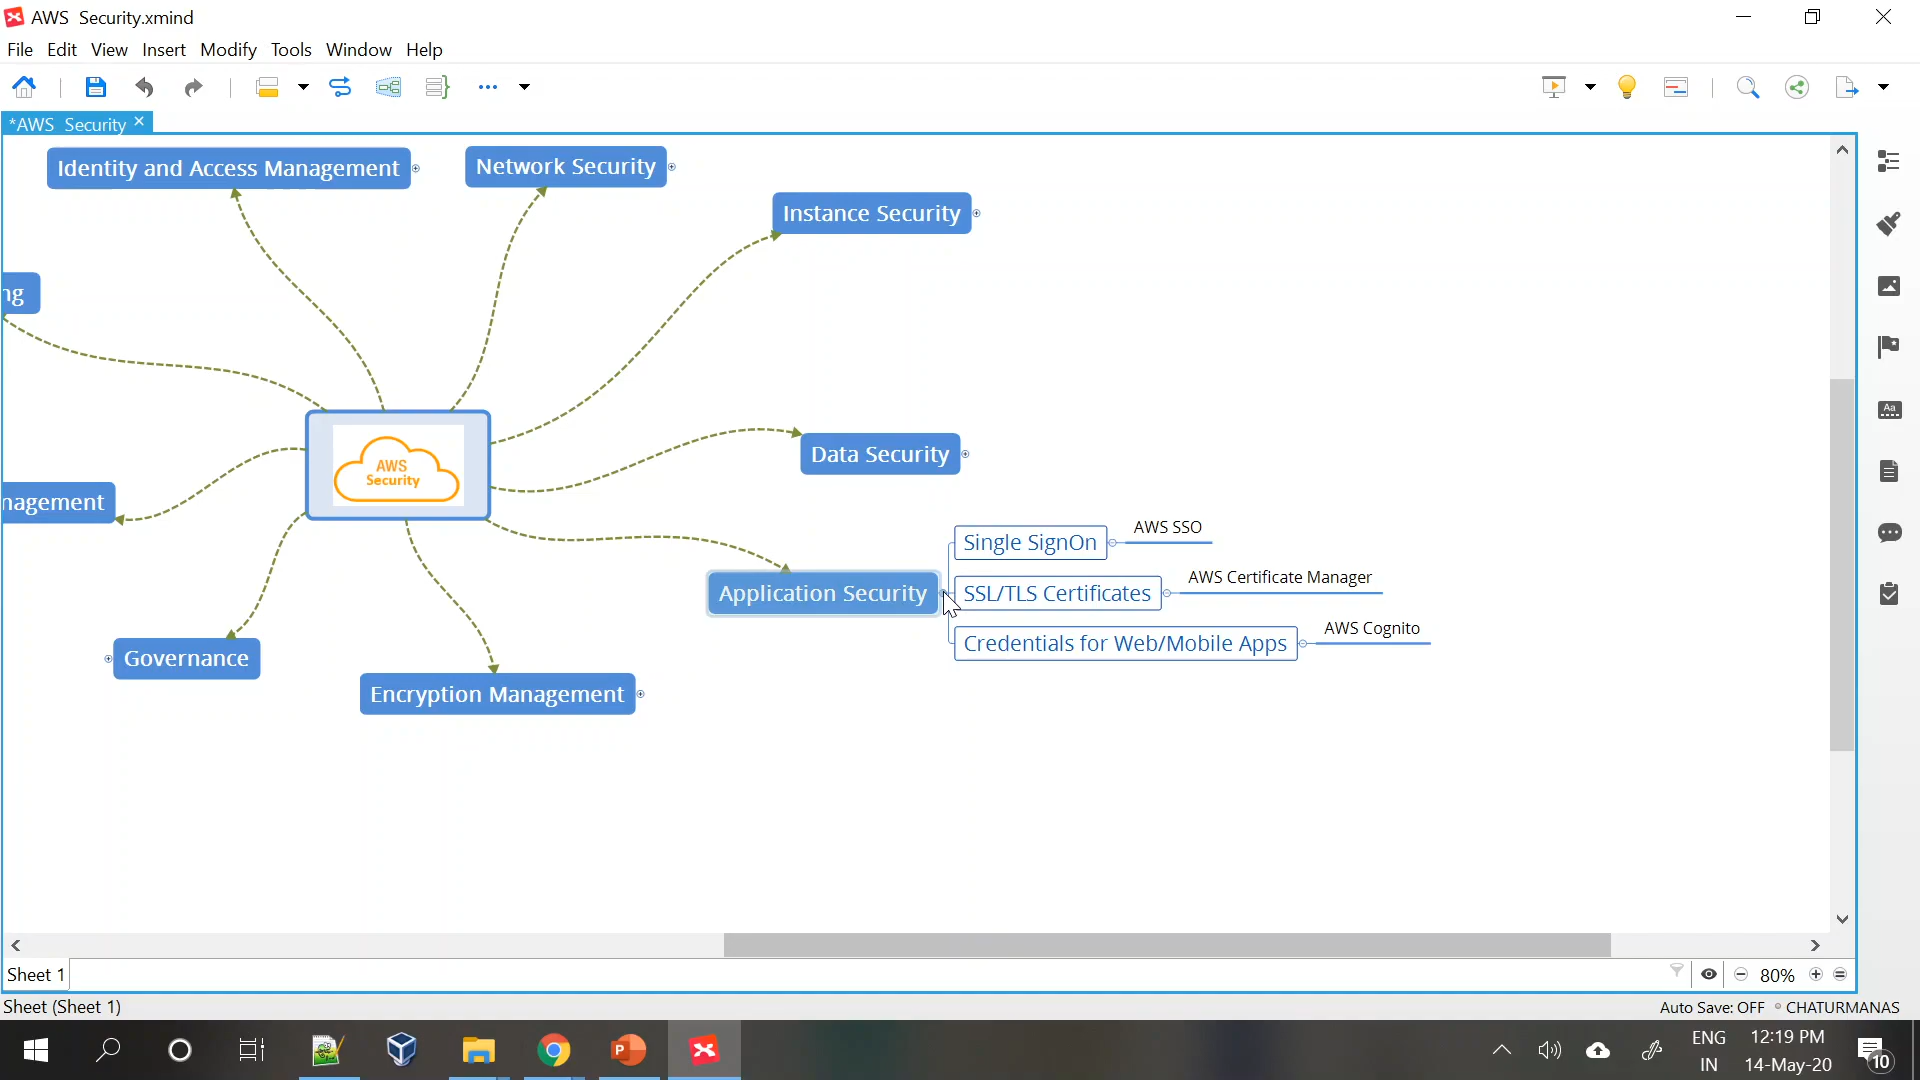 AWS Security.xmind
File Edit View Insert Modify Tools Window Help
*AWS Security
Identity and Access Management
Network Security
Instance Security
ng
AWS
Security
Data Security
nagement
Single SignOn
AWS SSO
Application Security
SSL/TLS Certificates
AWS Certificate Manager
Credentials for Web/Mobile Apps
AWS Cognito
Governance
Encryption Management
Aa
Sheet 1
80%
Sheet (Sheet 1)
Auto Save: OFF CHATURMANAS
ENG
IN
12:19 PM
14-May-20
10